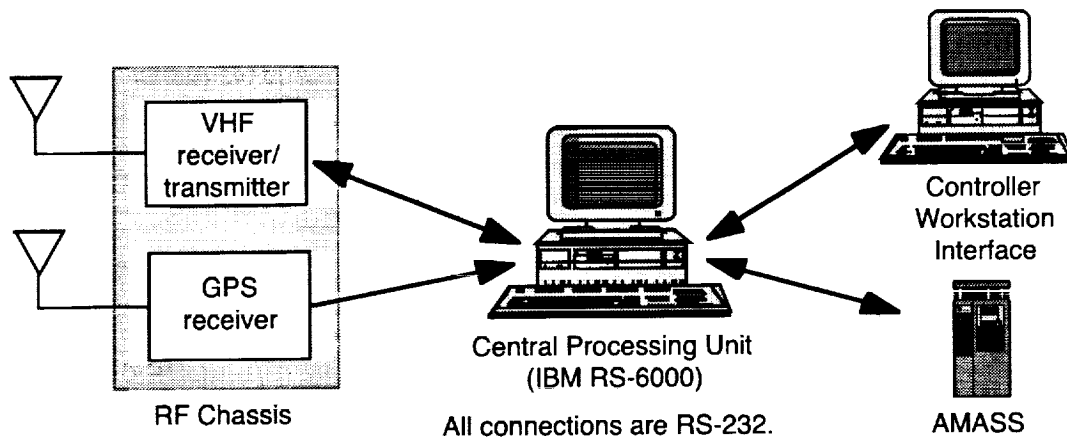 VHF
receiver/
transmitter
GPS
receiver
RF Chassis
Central Processing Unit
(IBM RS-6000)
All connections are RS-232.
Controller
Workstation
Interface
AMASS